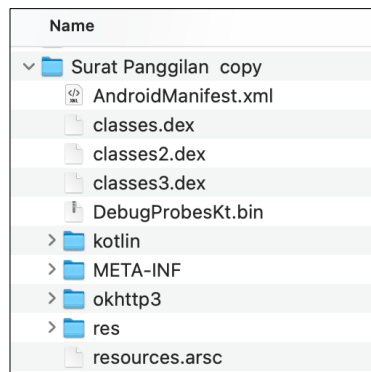 Name
Surat Panggilan  copy
AndroidManifest.xml
classes.dex
classes2.dex
classes3.dex
DebugProbesKt.bin
kotlin
META-INF
okhttp3
res
resources.arsc